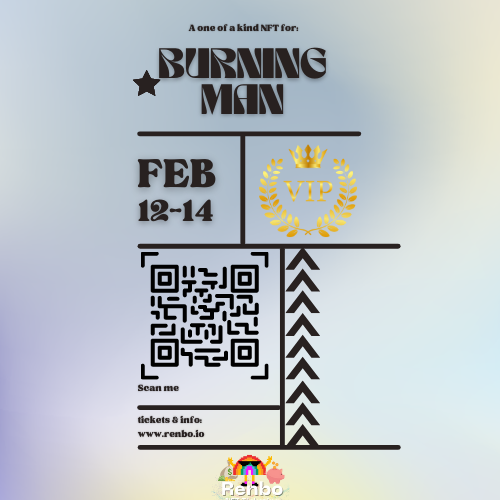 A one of a kind NFT for:
BURNING
MAN
FEB
12-14
VIP
Scan me
tickets & info:
www.renbo.io
Renbo